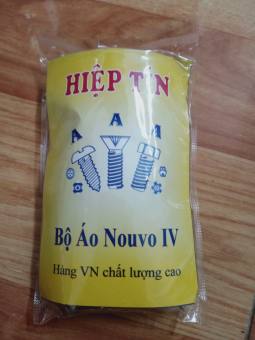 HIỆP TÍN
A A A
Bộ Áo Nouvo IV
Hàng VN chất lượng cao